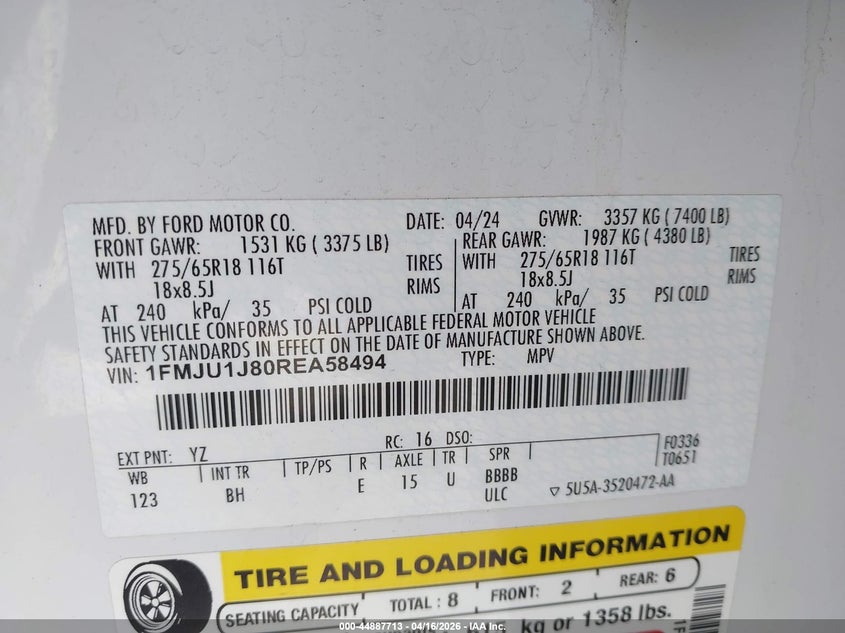 MFD. BY FORD MOTOR CO. DATE: 04/24 GVWR: 3357 KG ( 7400 LB)
FRONT GAWR: 1531 KG ( 3375 LB) REAR GAWR: 1987 KG ( 4380 LB)
WITH 275/65R18 116T TIRES WITH 275/65R18 116T TIRES
18x8.5J RIMS 18x8.5J RIMS
AT 240 kPa/ 35 PSI COLD AT 240 kPa/ 35 PSI COLD
THIS VEHICLE CONFORMS TO ALL APPLICABLE FEDERAL MOTOR VEHICLE
SAFETY STANDARDS IN EFFECT ON THE DATE OF MANUFACTURE SHOWN ABOVE.
VIN: 1FMJU1J80REA58494 TYPE: MPV
EXT PNT: YZ RC: 16 DSO: F0336
WB INT TR TP/PS R AXLE TR SPR T0651
123 BH E 15 U BBBB
ULC 5U5A-3520472-AA
TIRE AND LOADING INFORMATION
SEATING CAPACITY TOTAL : 8 FRONT: 2 REAR: 6
kg or 1358 lbs.
000-44887713 - 04/16/2026 - IAA Inc.